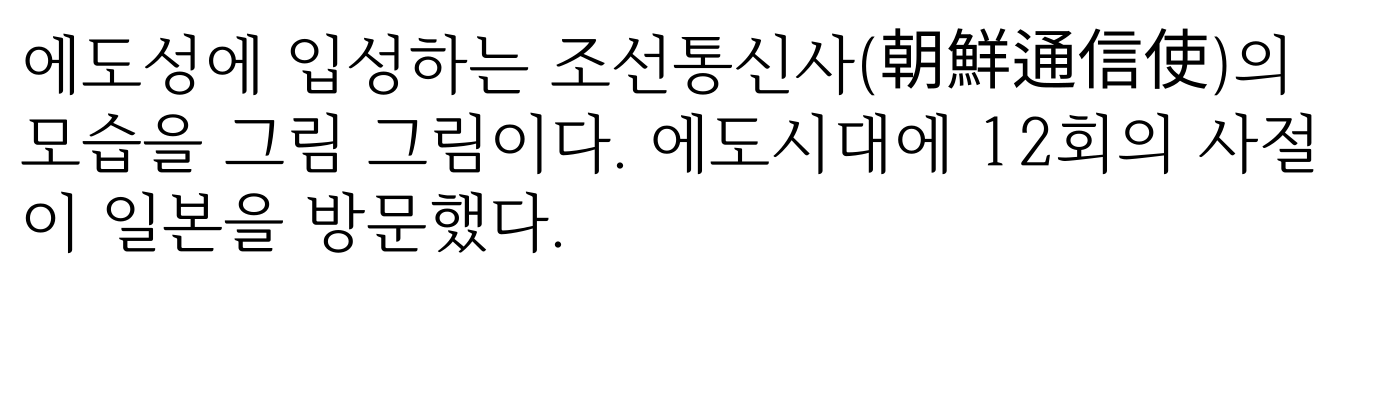 에도성에 입성하는 조선통신사(朝鮮通信使)의
모습을 그림 그림이다. 에도시대에 12회의 사절
이 일본을 방문했다.